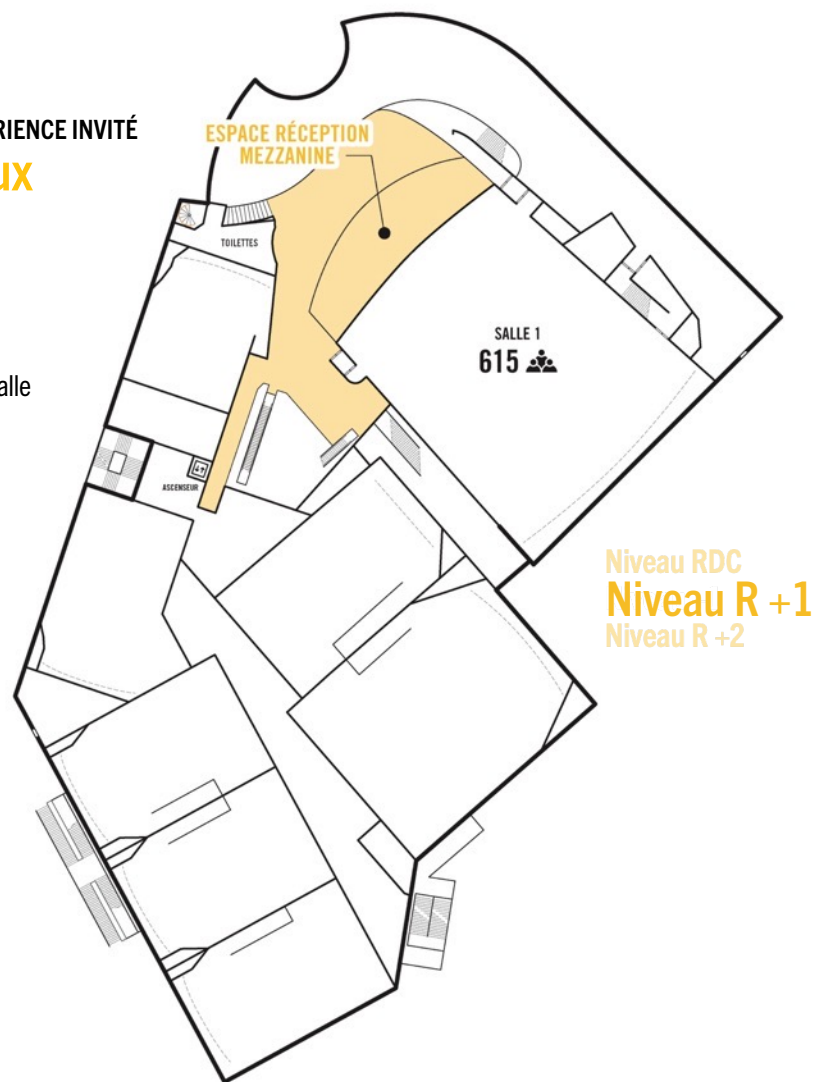 RIENCE INVITÉ
ux
ESPACE RÉCEPTION
MEZZANINE
TOILETTES
SALLE 1
615
alle
ASCENSEUR
Niveau RDC
Niveau R +1
Niveau R +2